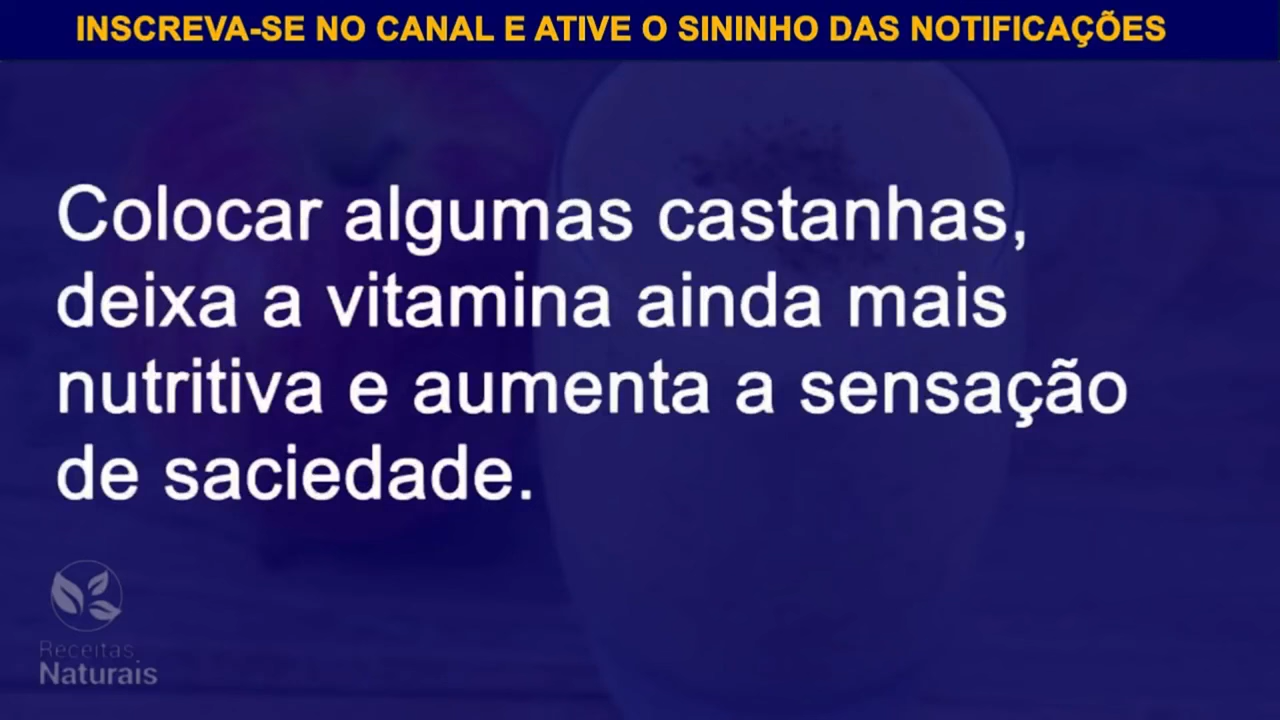 INSCREVA-SE NO CANAL E ATIVE O SININHO DAS NOTIFICAÇÕES
Colocar algumas castanhas,
deixa a vitamina ainda mais
nutritiva e aumenta a sensação
de saciedade.
Receitas
Naturais